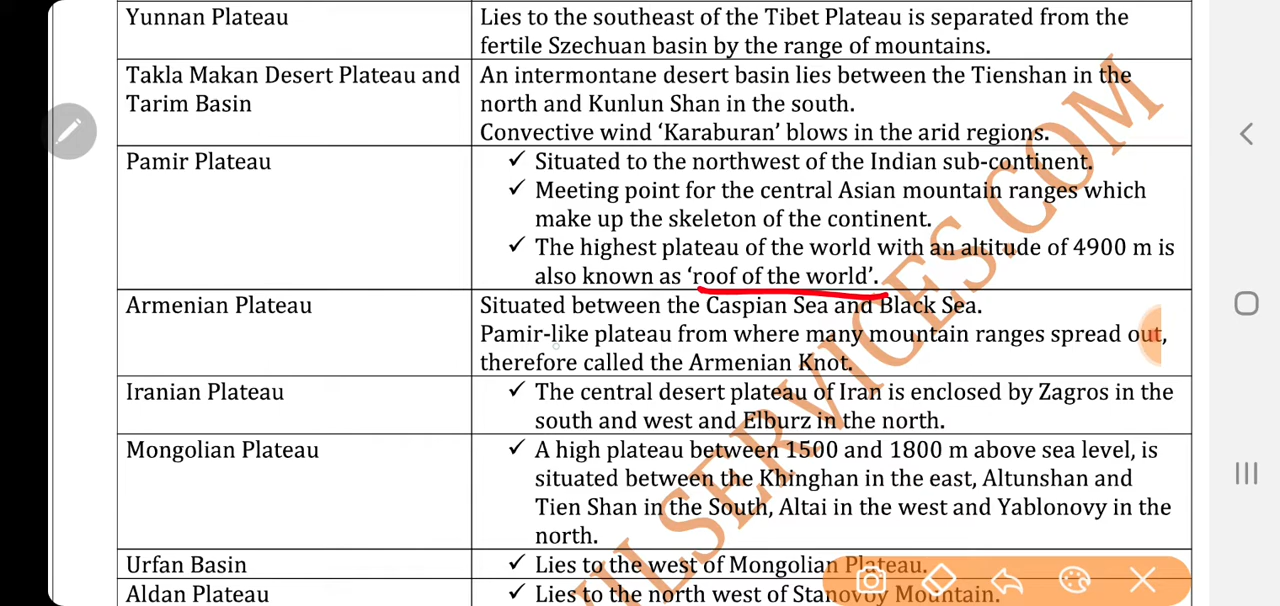 Yunnan Plateau
Lies to the southeast of the Tibet Plateau is separated from the
fertile Szechuan basin by the range of mountains.
Takla Makan Desert Plateau and
Tarim Basin
An intermontane desert basin lies between the Tienshan in the
north and Kunlun Shan in the south.
Convective wind ‘Karaburan’ blows in the arid regions.
Pamir Plateau
✓ Situated to the northwest of the Indian sub-continent.
✓ Meeting point for the central Asian mountain ranges which
make up the skeleton of the continent.
✓ The highest plateau of the world with an altitude of 4900 m is
also known as ‘roof of the world’.
Armenian Plateau
Situated between the Caspian Sea and Black Sea.
Pamir-like plateau from where many mountain ranges spread out,
therefore called the Armenian Knot.
Iranian Plateau
✓ The central desert plateau of Iran is enclosed by Zagros in the
south and west and Elburz in the north.
Mongolian Plateau
✓ A high plateau between 1500 and 1800 m above sea level, is
situated between the Khinghan in the east, Altunshan and
Tien Shan in the South, Altai in the west and Yablonovy in the
north.
Urfan Basin
✓ Lies to the west of Mongolian Plateau.
Aldan Plateau
✓ Lies to the north west of Stanovoy Mountain.
VILSERVICES.COM